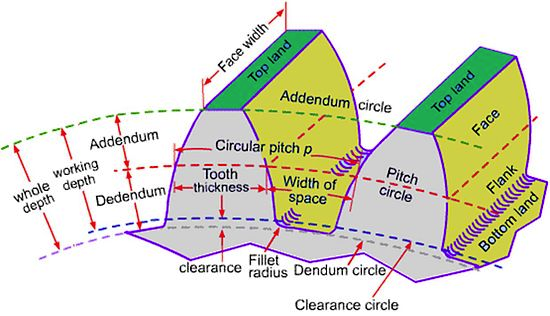 Face width
Top land
Top land
Addendum circle
Face
Addendum
Circular pitch p
working
depth
whole
depth
Dedendum
Tooth
thickness
Width of
space
Pitch
circle
Flank
Bottom land
clearance
Fillet
radius
Dendum circle
Clearance circle